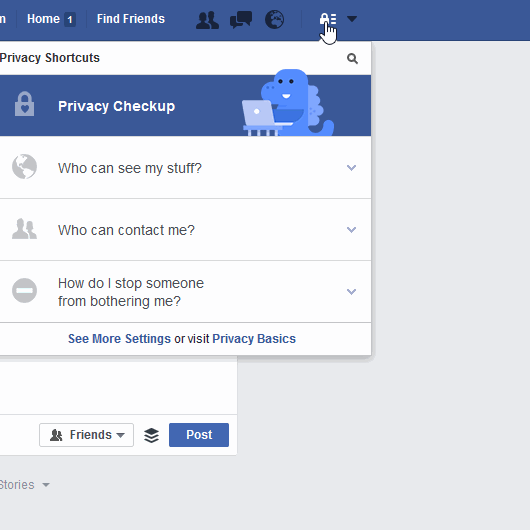 Home 1 Find Friends
Privacy Shortcuts
Privacy Checkup
Who can see my stuff?
Who can contact me?
How do I stop someone
from bothering me?
See More Settings or visit Privacy Basics
Friends Post
Stories